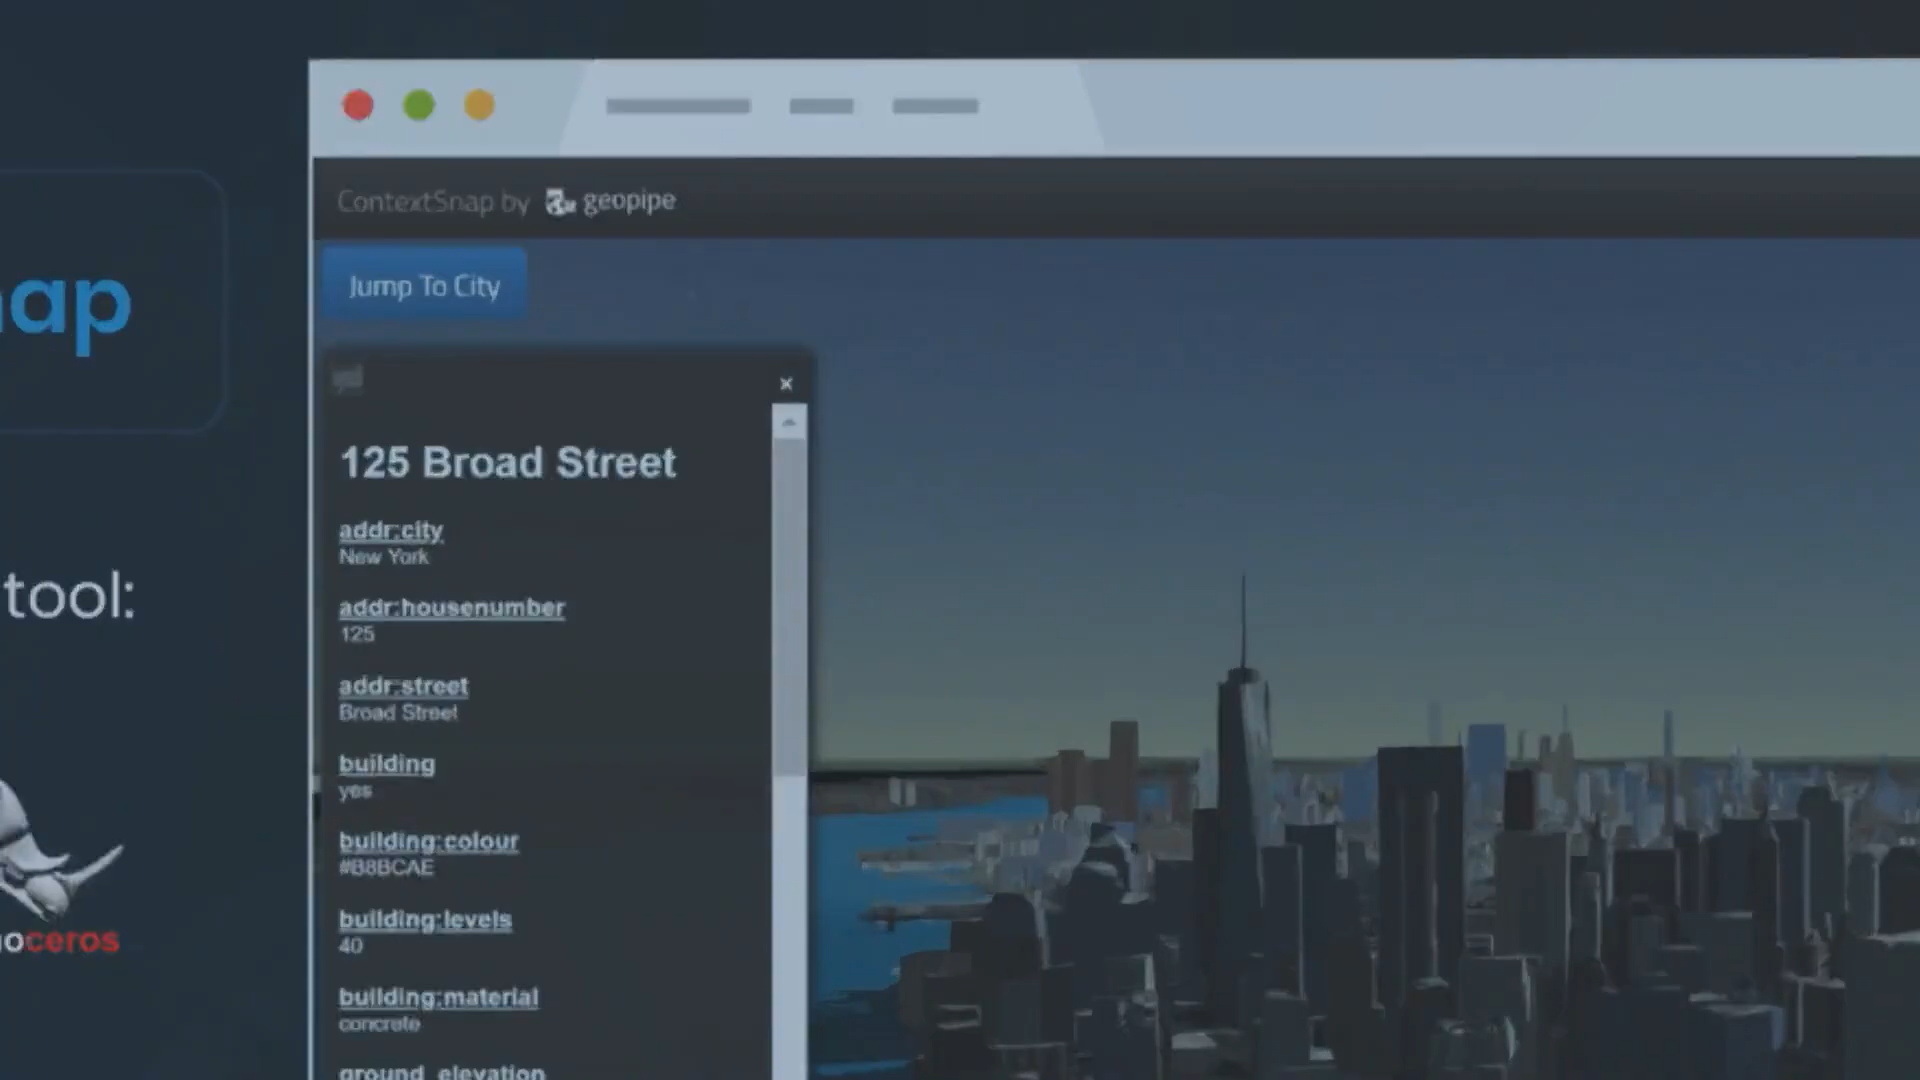 ContextSnap by geopipe
Jump To City
ap
tool:
oceros
125 Broad Street
addr:city
New York
addr:housenumber
125
addr:street
Broad Street
building
yes
building:colour
#B8BCAE
building:levels
40
building:material
concrete
ground_elevation